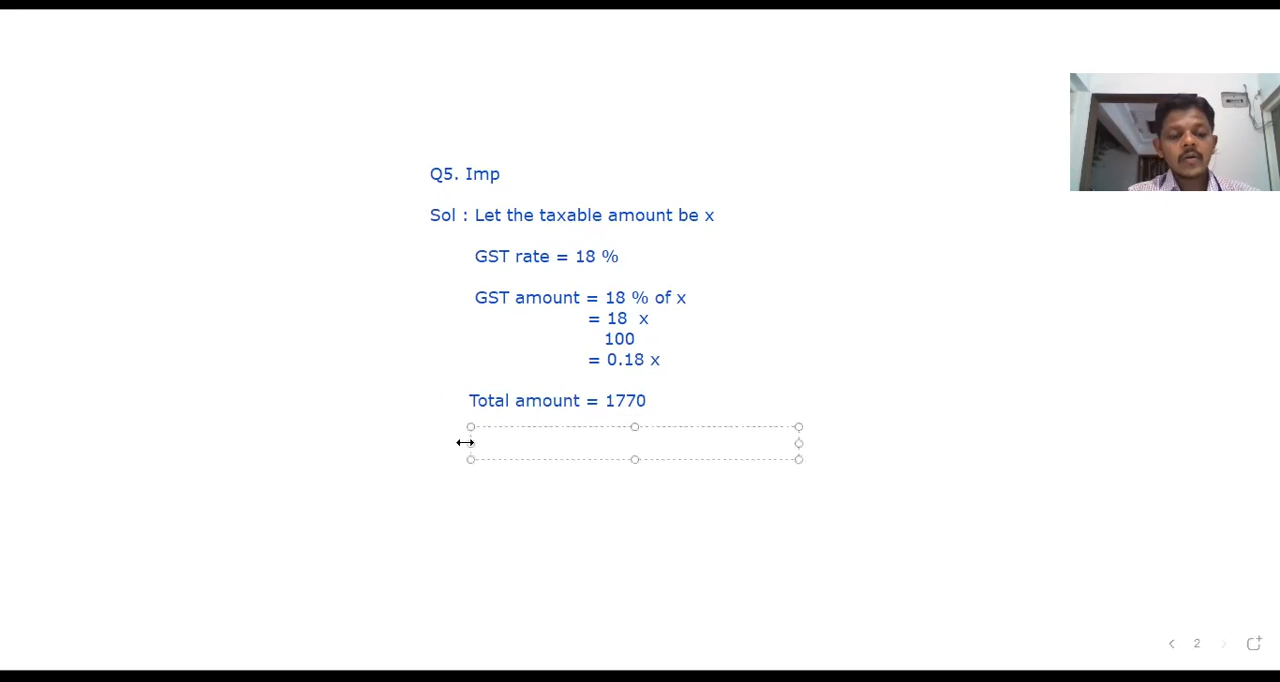 Q5. Imp
Sol : Let the taxable amount be x
GST rate = 18 %
GST amount = 18 % of x
= 18 x
100
= 0.18 x
Total amount = 1770
2